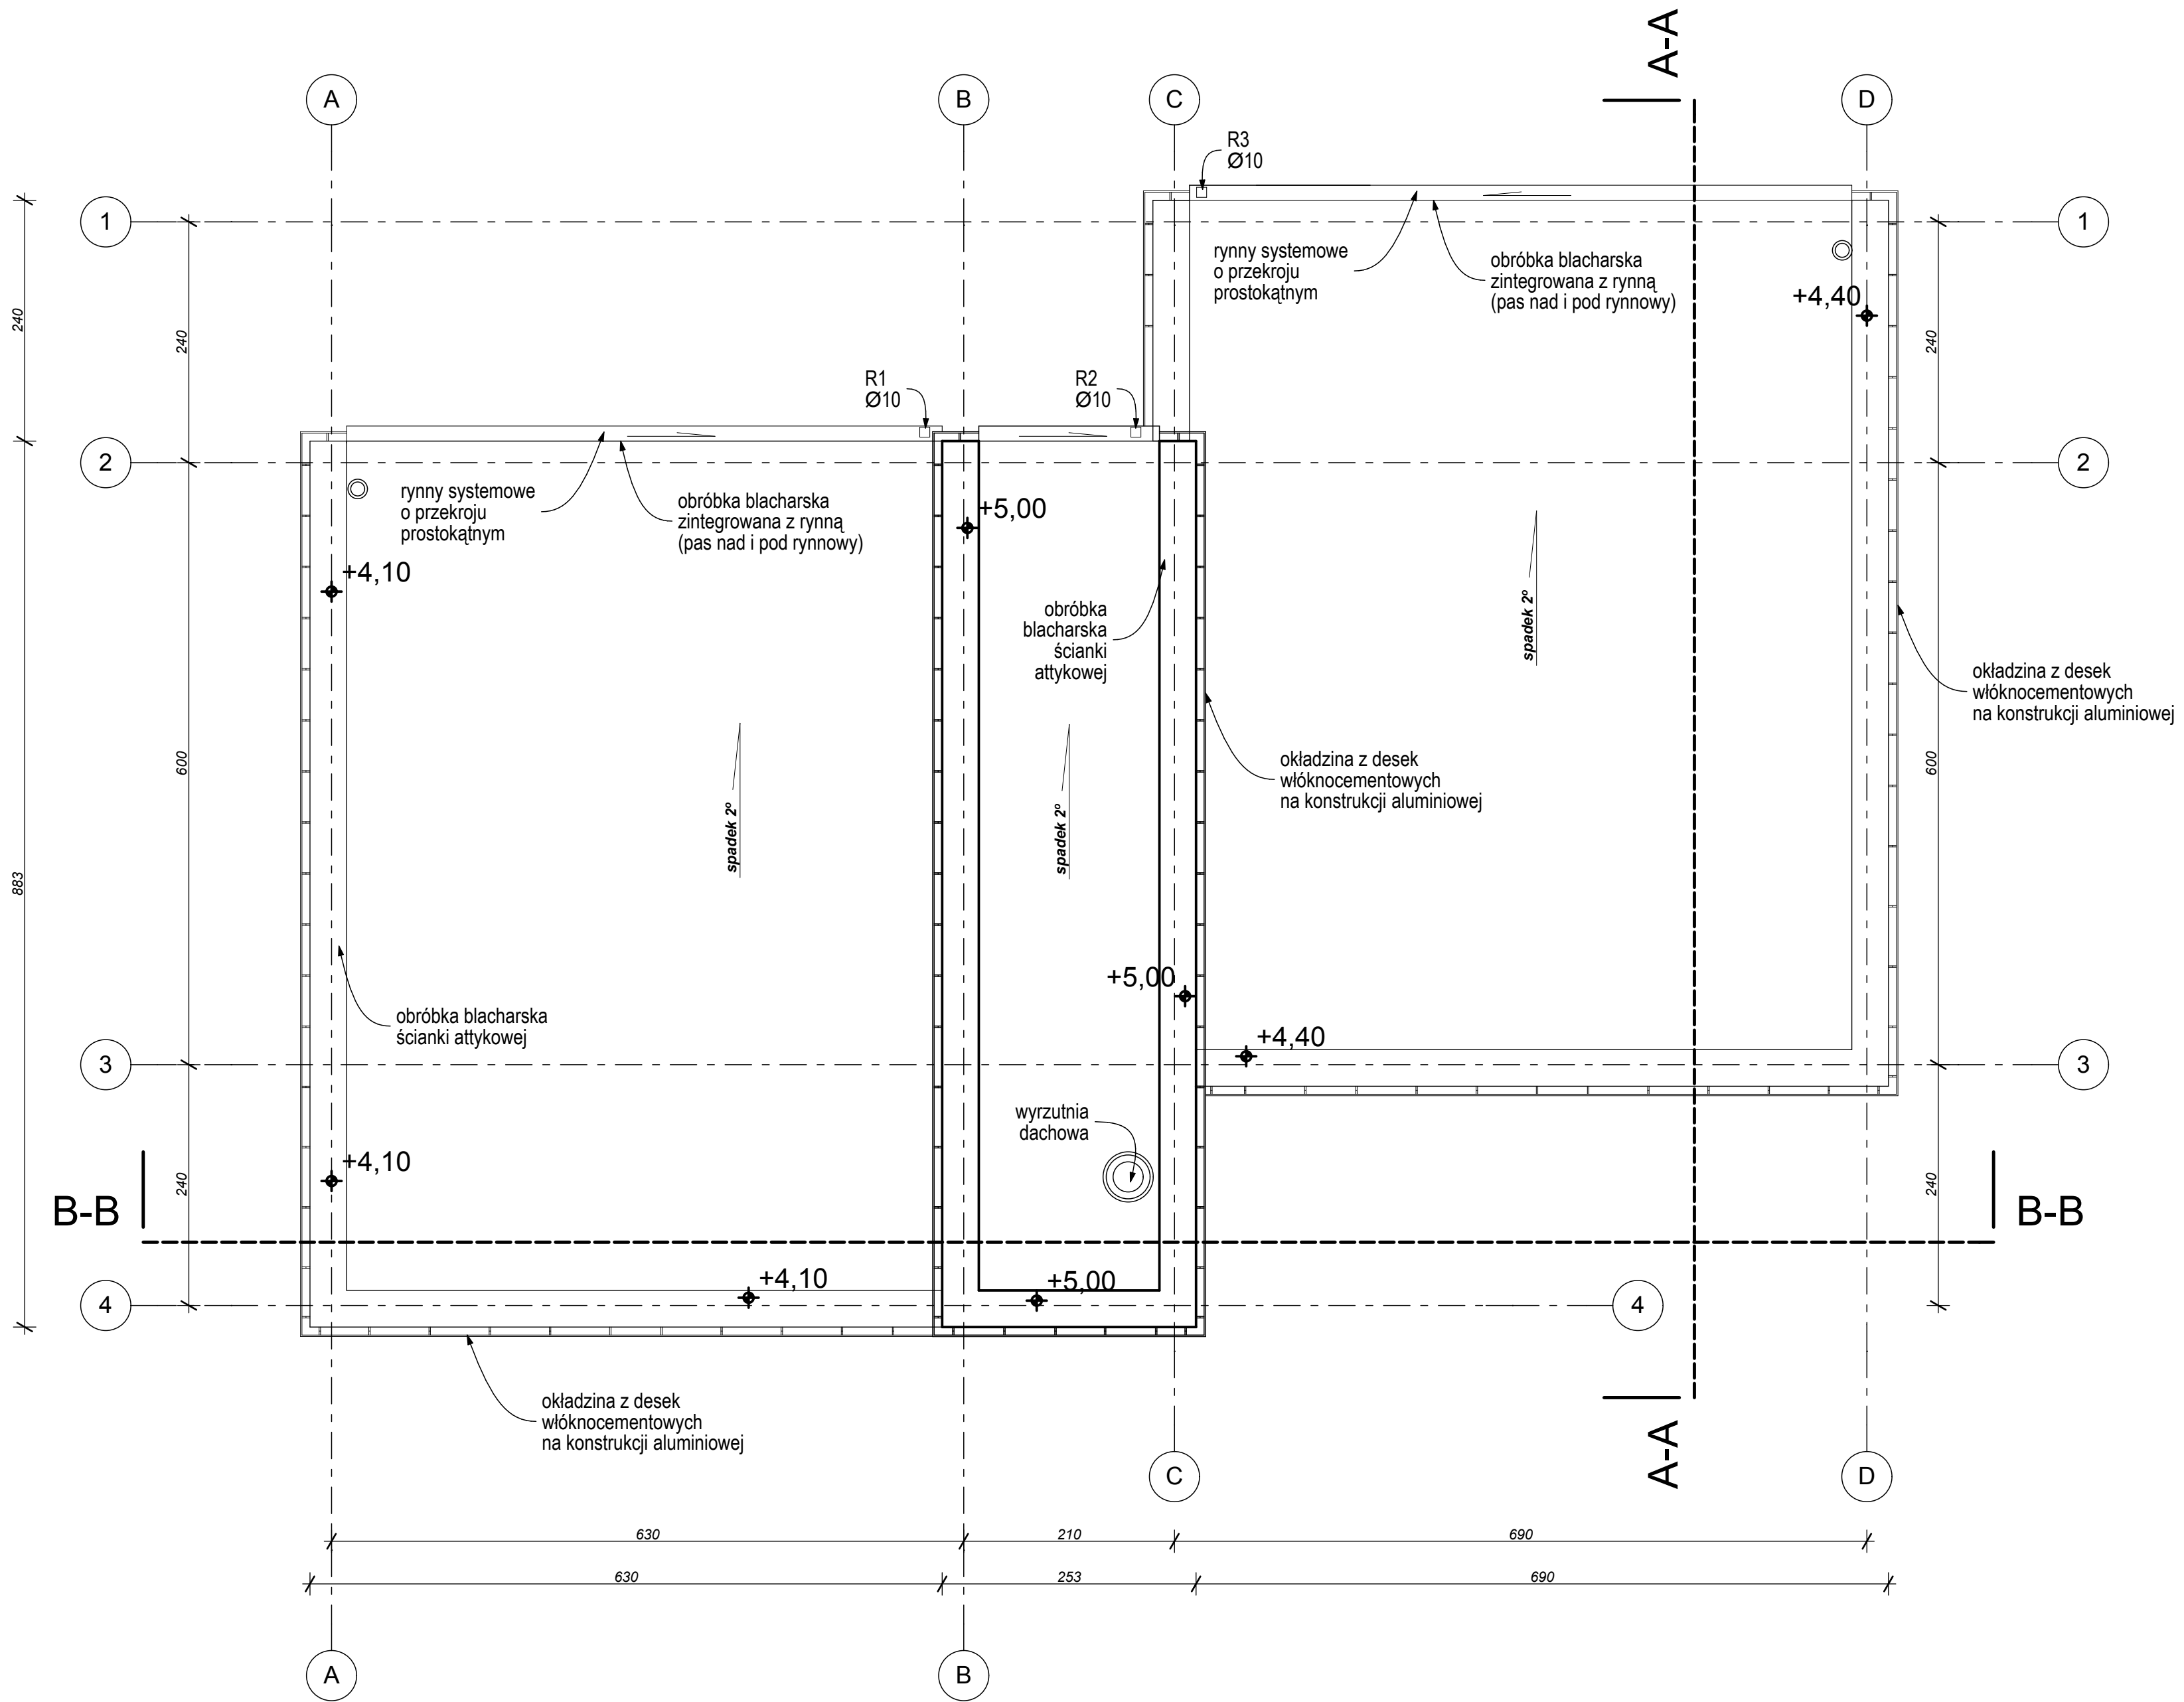 A-A
A
B
C
D
R3
Ø10
1
1
rynny systemowe
o przekroju
prostokątnym
obróbka blacharska
zintegrowana z rynną
(pas nad i pod rynnowy)
+4,40
240
240
240
R1
Ø10
R2
Ø10
2
2
rynny systemowe
o przekroju
prostokątnym
obróbka blacharska
zintegrowana z rynną
(pas nad i pod rynnowy)
+5,00
+4,10
obróbka
blacharska
ścianki
attykowej
spadek 2º
okładzina z desek
włóknocementowych
na konstrukcji aluminiowej
600
600
okładzina z desek
włóknocementowych
na konstrukcji aluminiowej
spadek 2º
spadek 2º
883
+5,00
obróbka blacharska
ścianki attykowej
+4,40
3
3
wyrzutnia
dachowa
+4,10
240
240
B-B
B-B
+4,10
+5,00
4
4
okładzina z desek
włóknocementowych
na konstrukcji aluminiowej
A-A
C
D
630
210
690
630
253
690
A
B